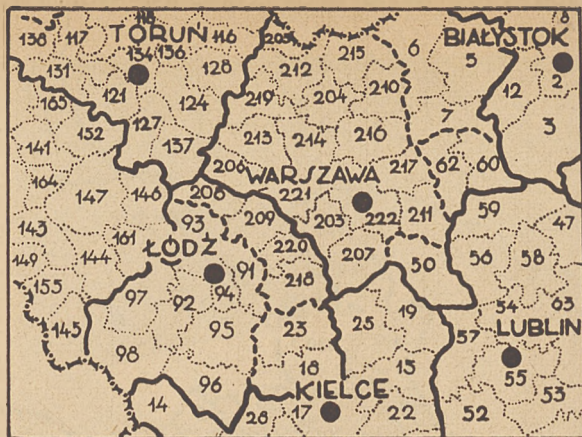 118
138 117 TORUŃ 116 205 215 6 BIAŁYSTOK 8
134 136
131 128 212 5 2
165 121 124 219 204 210 12
152 127 7 3
141 137 213 214 216
164 206 WARSZAWA 217 62 60
147 146 208 221
93 209 203 222 211 59 47
143 161 ŁÓDŹ 220 207
149 144 91 218 50 56 58
155 97 92 94
145 95 23 25 19 54 63
57 LUBLIN
98 18 15 55
96 KIELCE 53
14 28 17 22 52